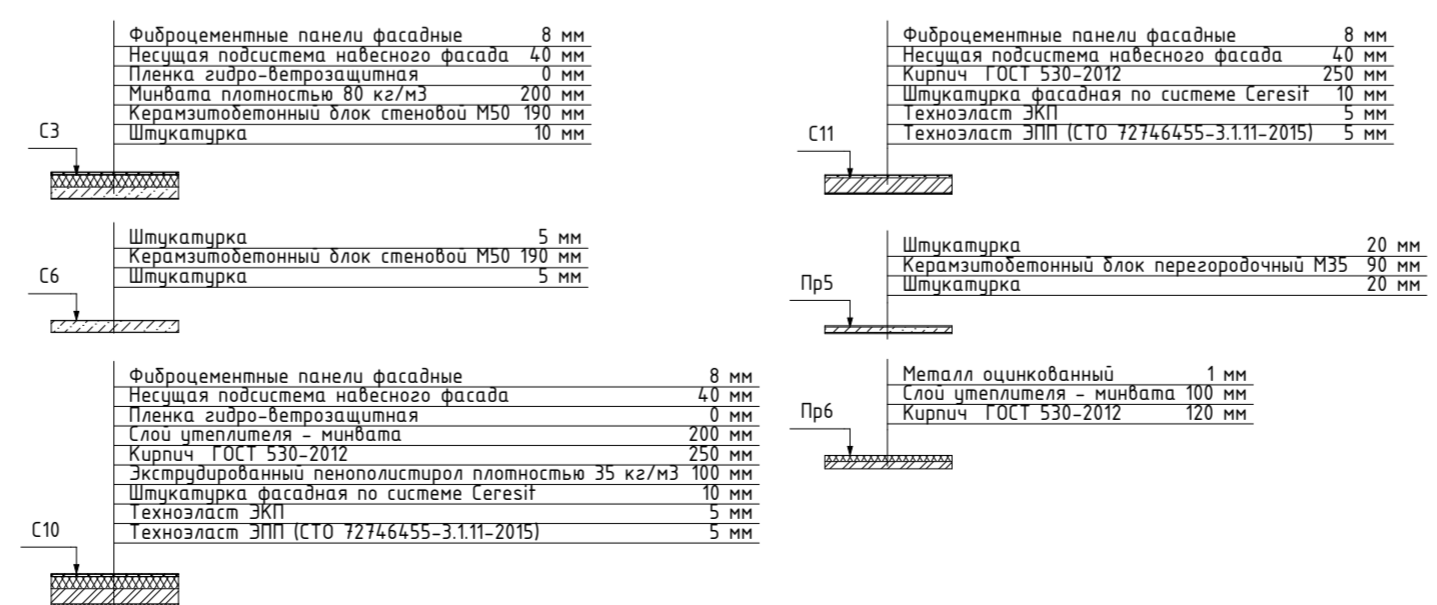 Фиброцементные панели фасадные 8 мм
Несущая подсистема навесного фасада 40 мм
Пленка гидро-ветрозащитная 0 мм
Минвата плотностью 80 кг/м3 200 мм
Керамзитобетонный блок стеновой М50 190 мм
Штукатурка 10 мм
С3
Штукатурка 5 мм
Керамзитобетонный блок стеновой М50 190 мм
Штукатурка 5 мм
С6
Фиброцементные панели фасадные 8 мм
Несущая подсистема навесного фасада 40 мм
Пленка гидро-ветрозащитная 0 мм
Слой утеплителя - минвата 200 мм
Кирпич ГОСТ 530-2012 250 мм
Экструдированный пенополистирол плотностью 35 кг/м3 100 мм
Штукатурка фасадная по системе Ceresit 10 мм
Техноэласт ЭКП 5 мм
Техноэласт ЭПП (СТО 72746455-3.1.11-2015) 5 мм
С10
Фиброцементные панели фасадные 8 мм
Несущая подсистема навесного фасада 40 мм
Кирпич ГОСТ 530-2012 250 мм
Штукатурка фасадная по системе Ceresit 10 мм
Техноэласт ЭКП 5 мм
Техноэласт ЭПП (СТО 72746455-3.1.11-2015) 5 мм
С11
Штукатурка 20 мм
Керамзитобетонный блок перегородочный М35 90 мм
Штукатурка 20 мм
Пр5
Металл оцинкованный 1 мм
Слой утеплителя - минвата 100 мм
Кирпич ГОСТ 530-2012 120 мм
Пр6